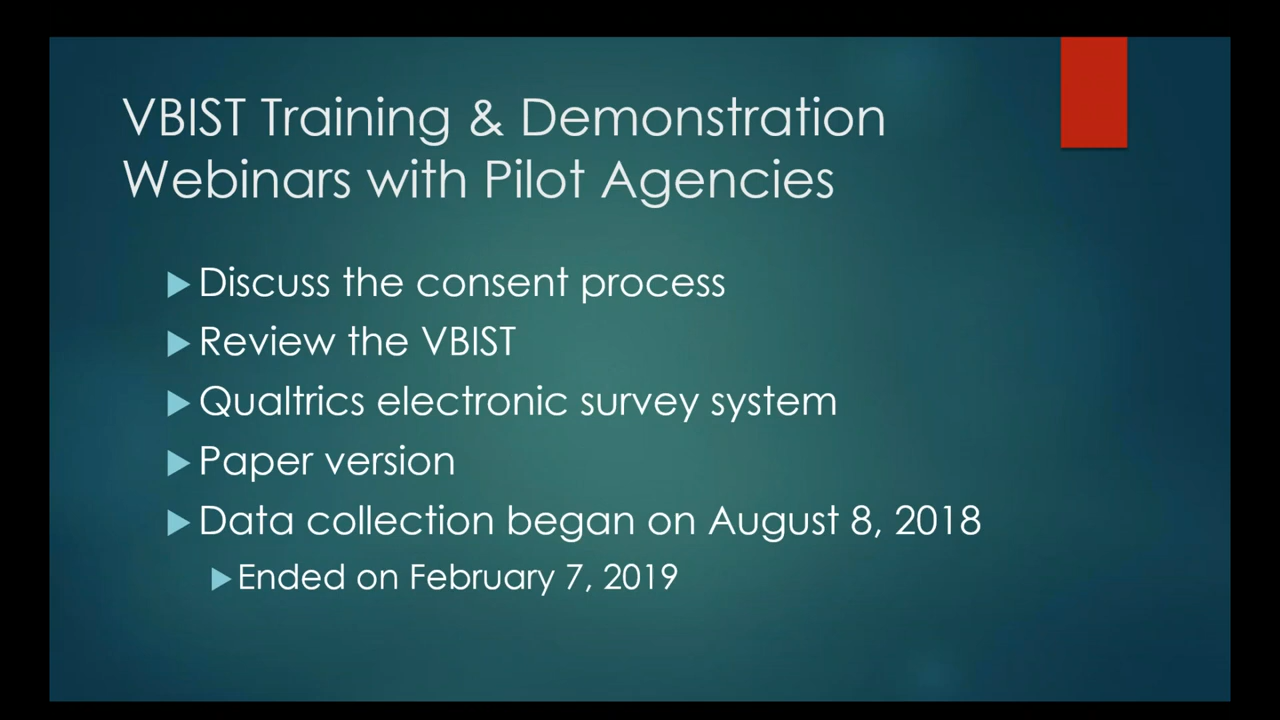 VBIST Training & Demonstration
Webinars with Pilot Agencies
Discuss the consent process
Review the VBIST
Qualtrics electronic survey system
Paper version
Data collection began on August 8, 2018
Ended on February 7, 2019